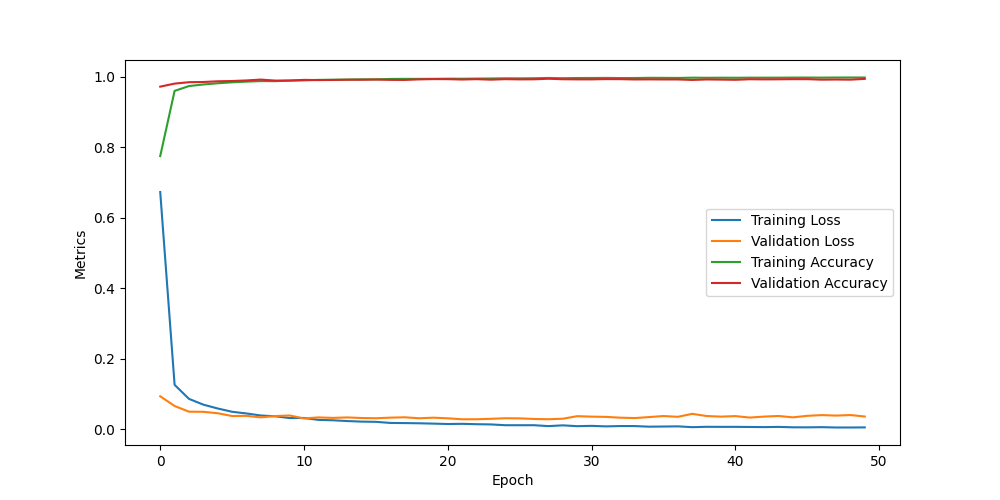 1.0
0.8
0.6
0.4
0.2
0.0
Metrics
0
10
20
30
40
50
Epoch
Training Loss
Validation Loss
Training Accuracy
Validation Accuracy